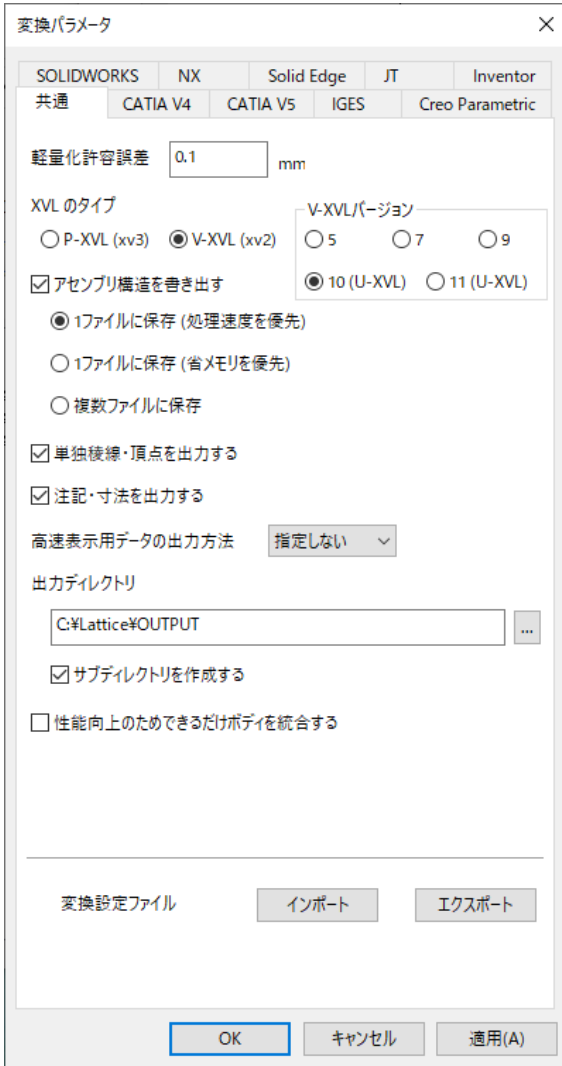 変換パラメータ
SOLIDWORKS NX Solid Edge JT Inventor
共通 CATIA V4 CATIA V5 IGES Creo Parametric
軽量化許容誤差 0.1 mm
XVL のタイプ
V-XVLバージョン
P-XVL (xv3) V-XVL (xv2) 5 7 9
アセンブリ構造を書き出す 10 (U-XVL) 11 (U-XVL)
1ファイルに保存 (処理速度を優先)
1ファイルに保存 (省メモリを優先)
複数ファイルに保存
単独稜線・頂点を出力する
注記・寸法を出力する
高速表示用データの出力方法 指定しない
出力ディレクトリ
C:¥Lattice¥OUTPUT ...
サブディレクトリを作成する
性能向上のためできるだけボディを統合する
変換設定ファイル インポート エクスポート
OK キャンセル 適用(A)